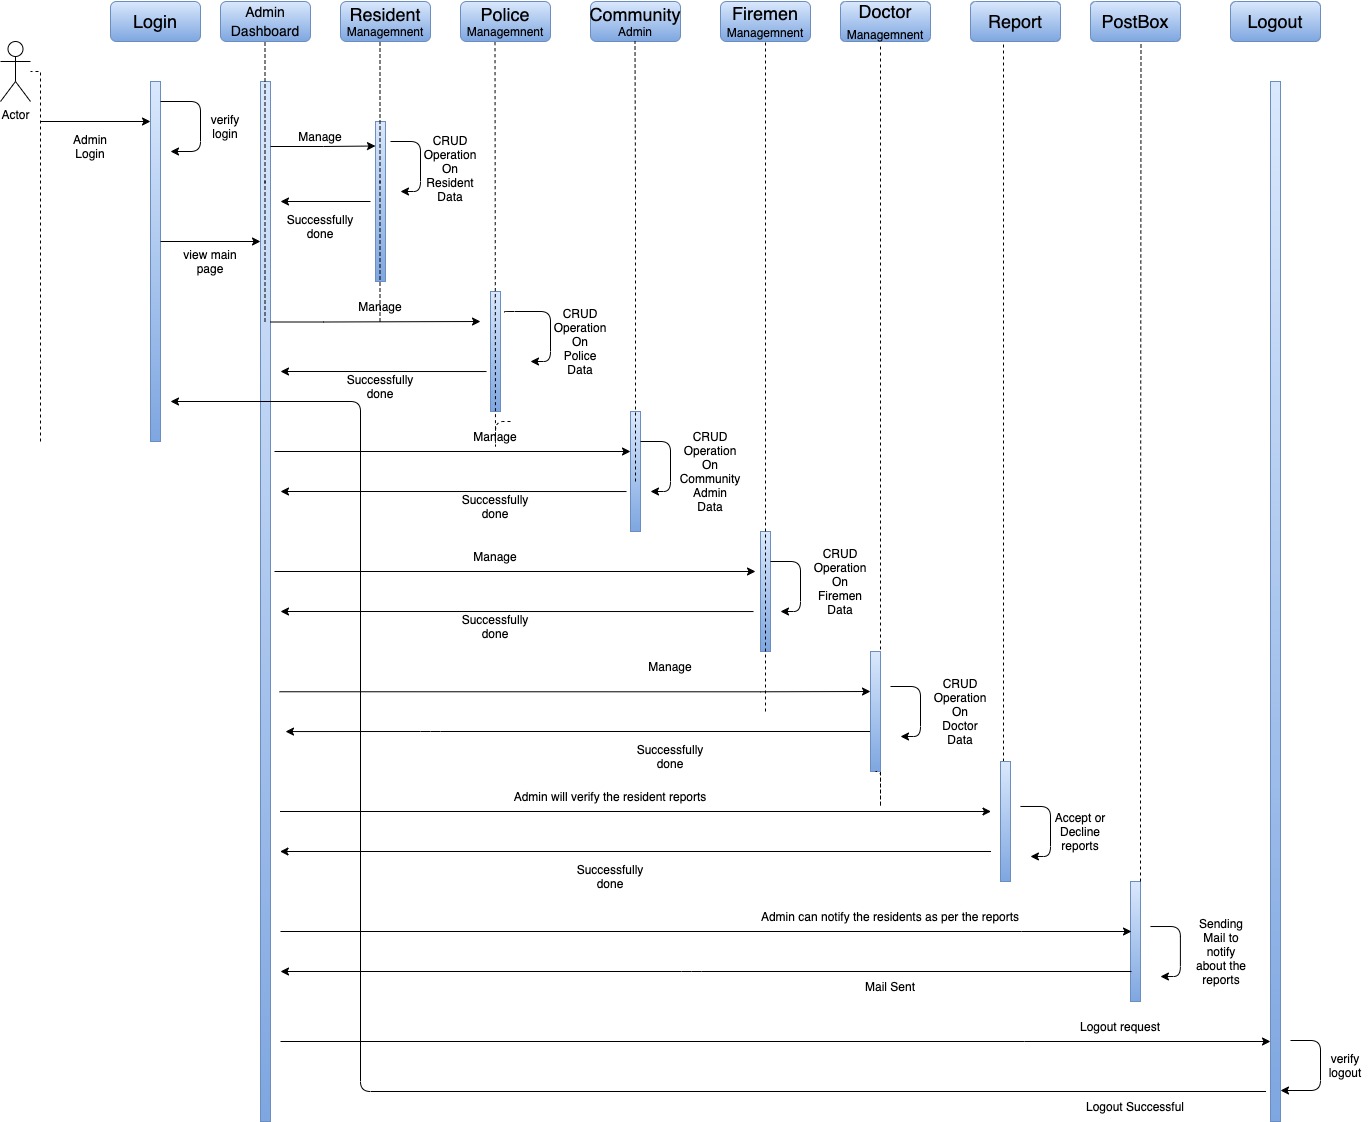 Login
Admin
Dashboard
Resident
Managemnent
Police
Managemnent
Community
Admin
Firemen
Managemnent
Doctor
Managemnent
Report
PostBox
Logout
Actor
Admin
Login
verify
login
Manage
CRUD
Operation
On
Resident
Data
Successfully
done
view main
page
Manage
CRUD
Operation
On
Police
Data
Successfully
done
Manage
CRUD
Operation
On
Community
Admin
Data
Successfully
done
Manage
CRUD
Operation
On
Firemen
Data
Successfully
done
Manage
CRUD
Operation
On
Doctor
Data
Successfully
done
Admin will verify the resident reports
Accept or
Decline
reports
Successfully
done
Admin can notify the residents as per the reports
Sending
Mail to
notify
about the
reports
Mail Sent
Logout request
verify
logout
Logout Successful